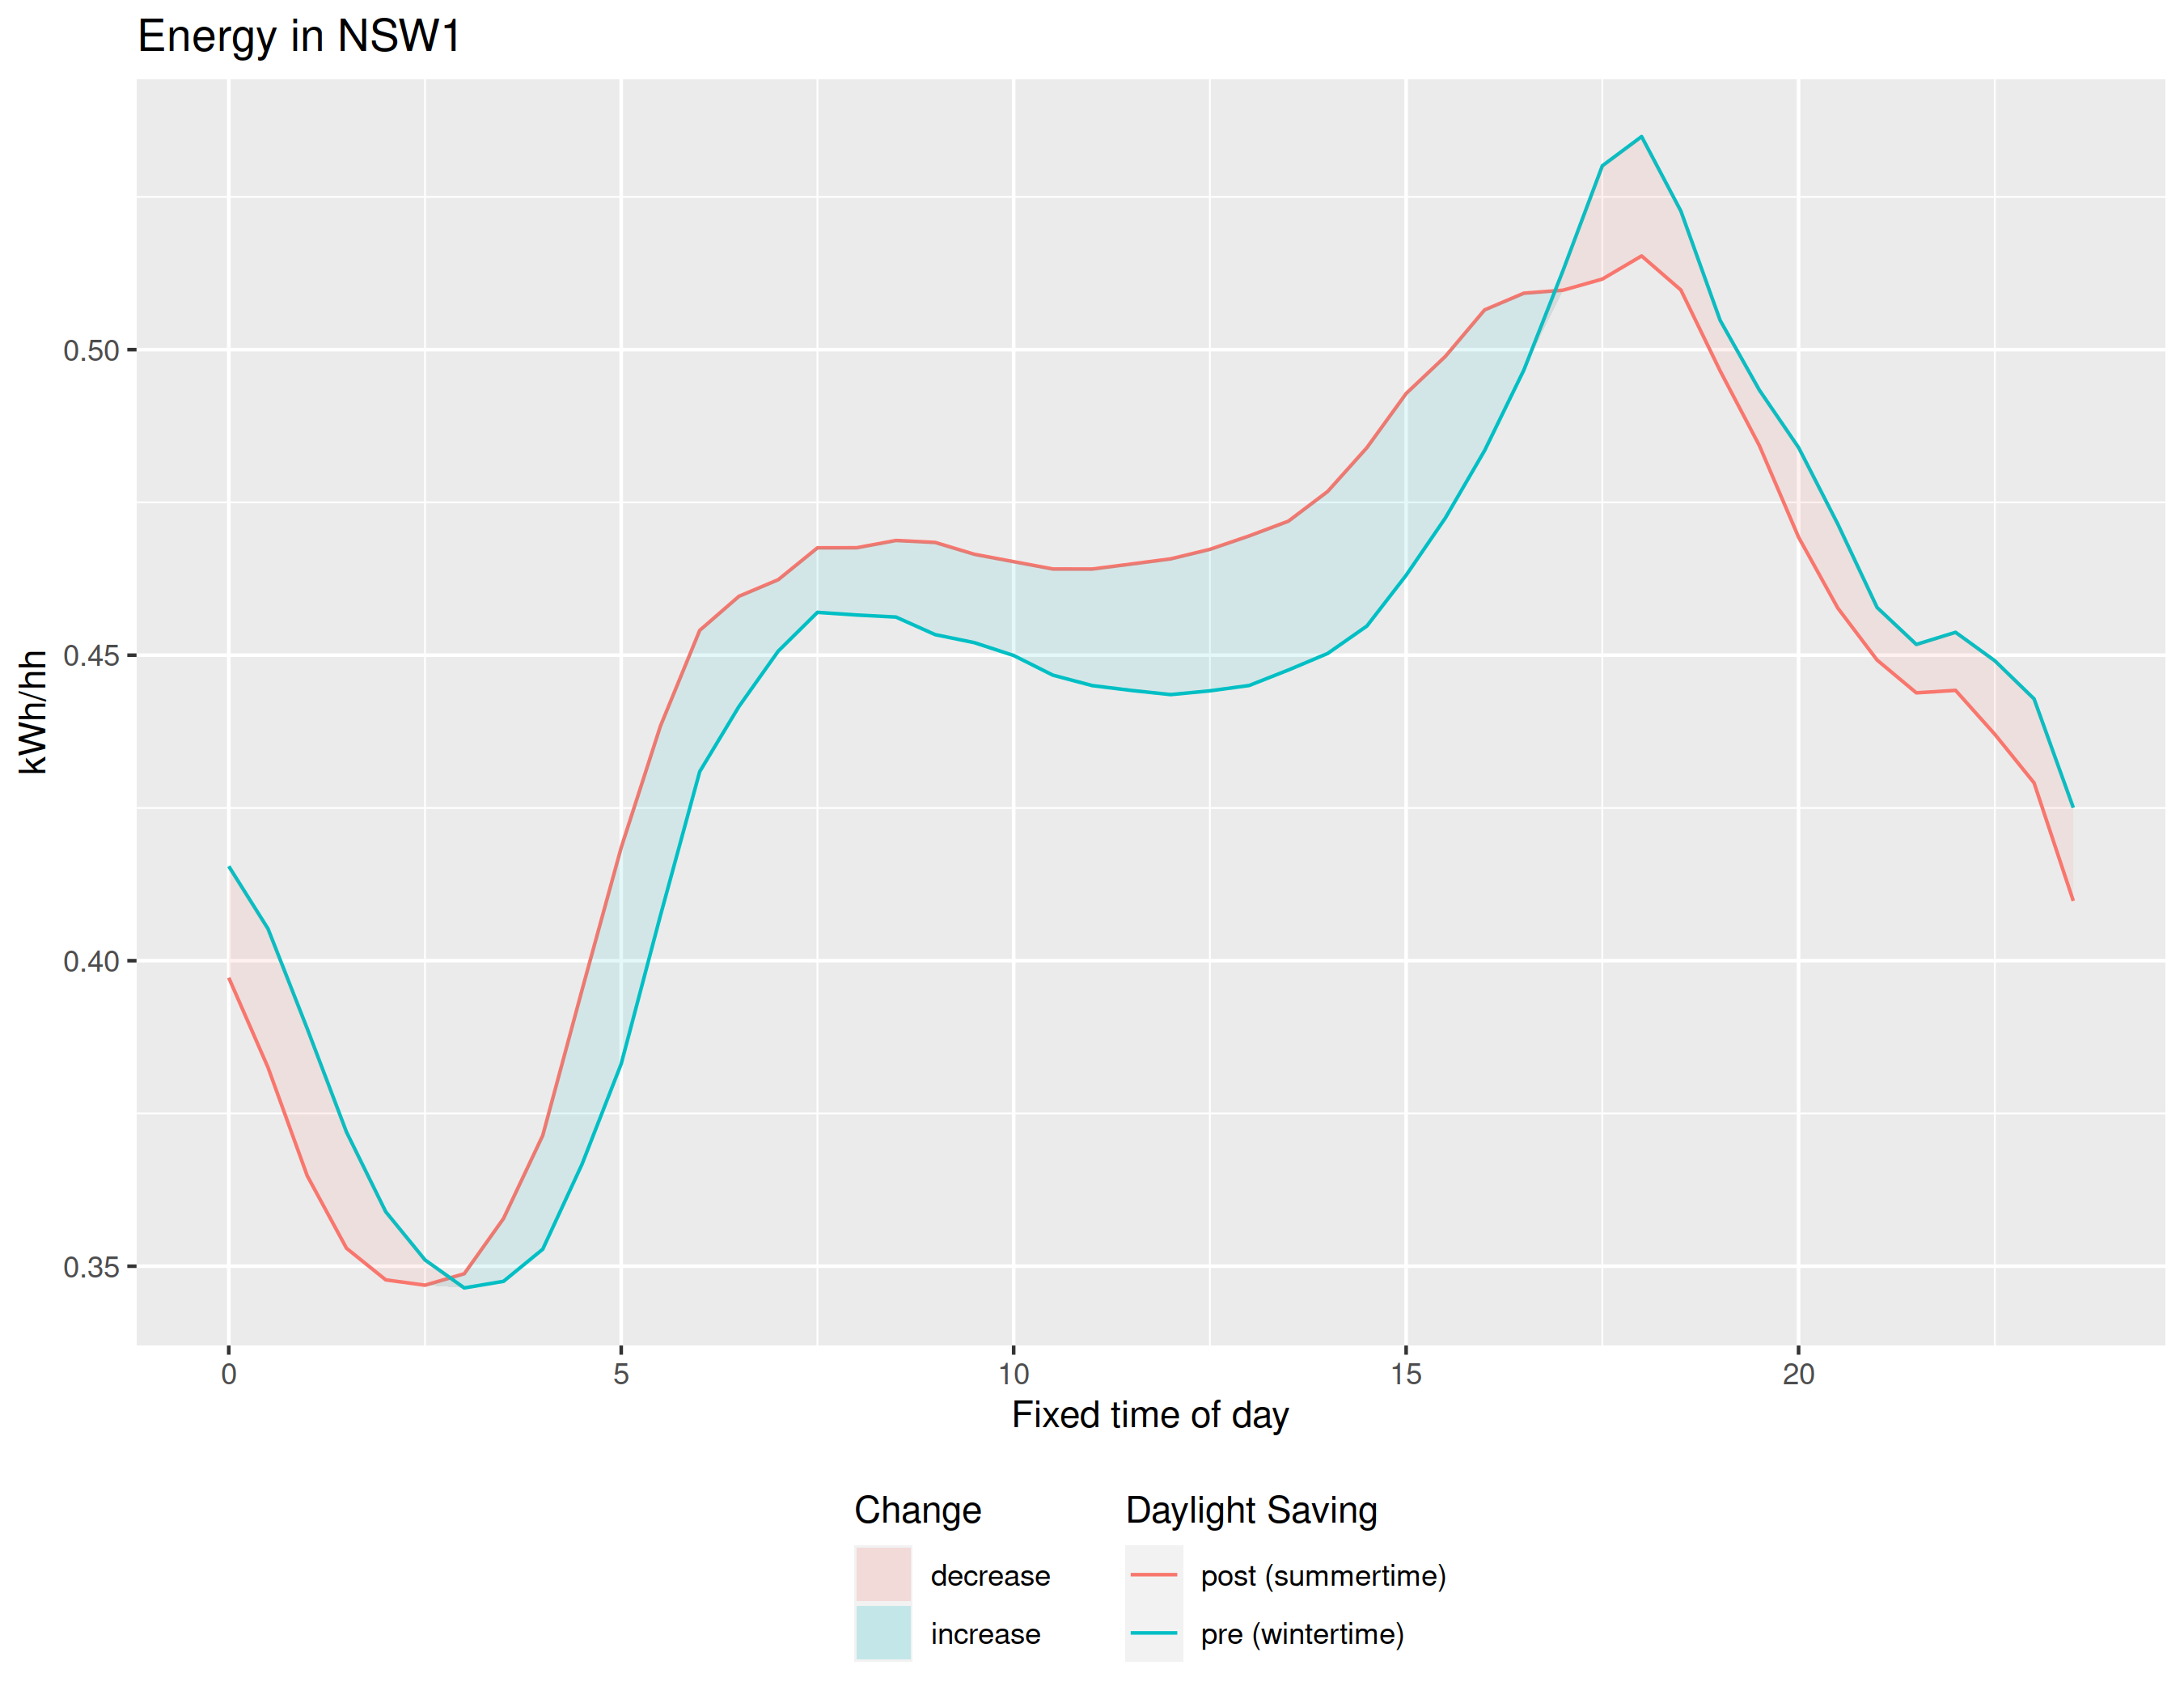 Energy in NSW1
kWh/hh
0.50
0.45
0.40
0.35
0 5 10 15 20
Fixed time of day
Change
decrease
increase
Daylight Saving
post (summertime)
pre (wintertime)